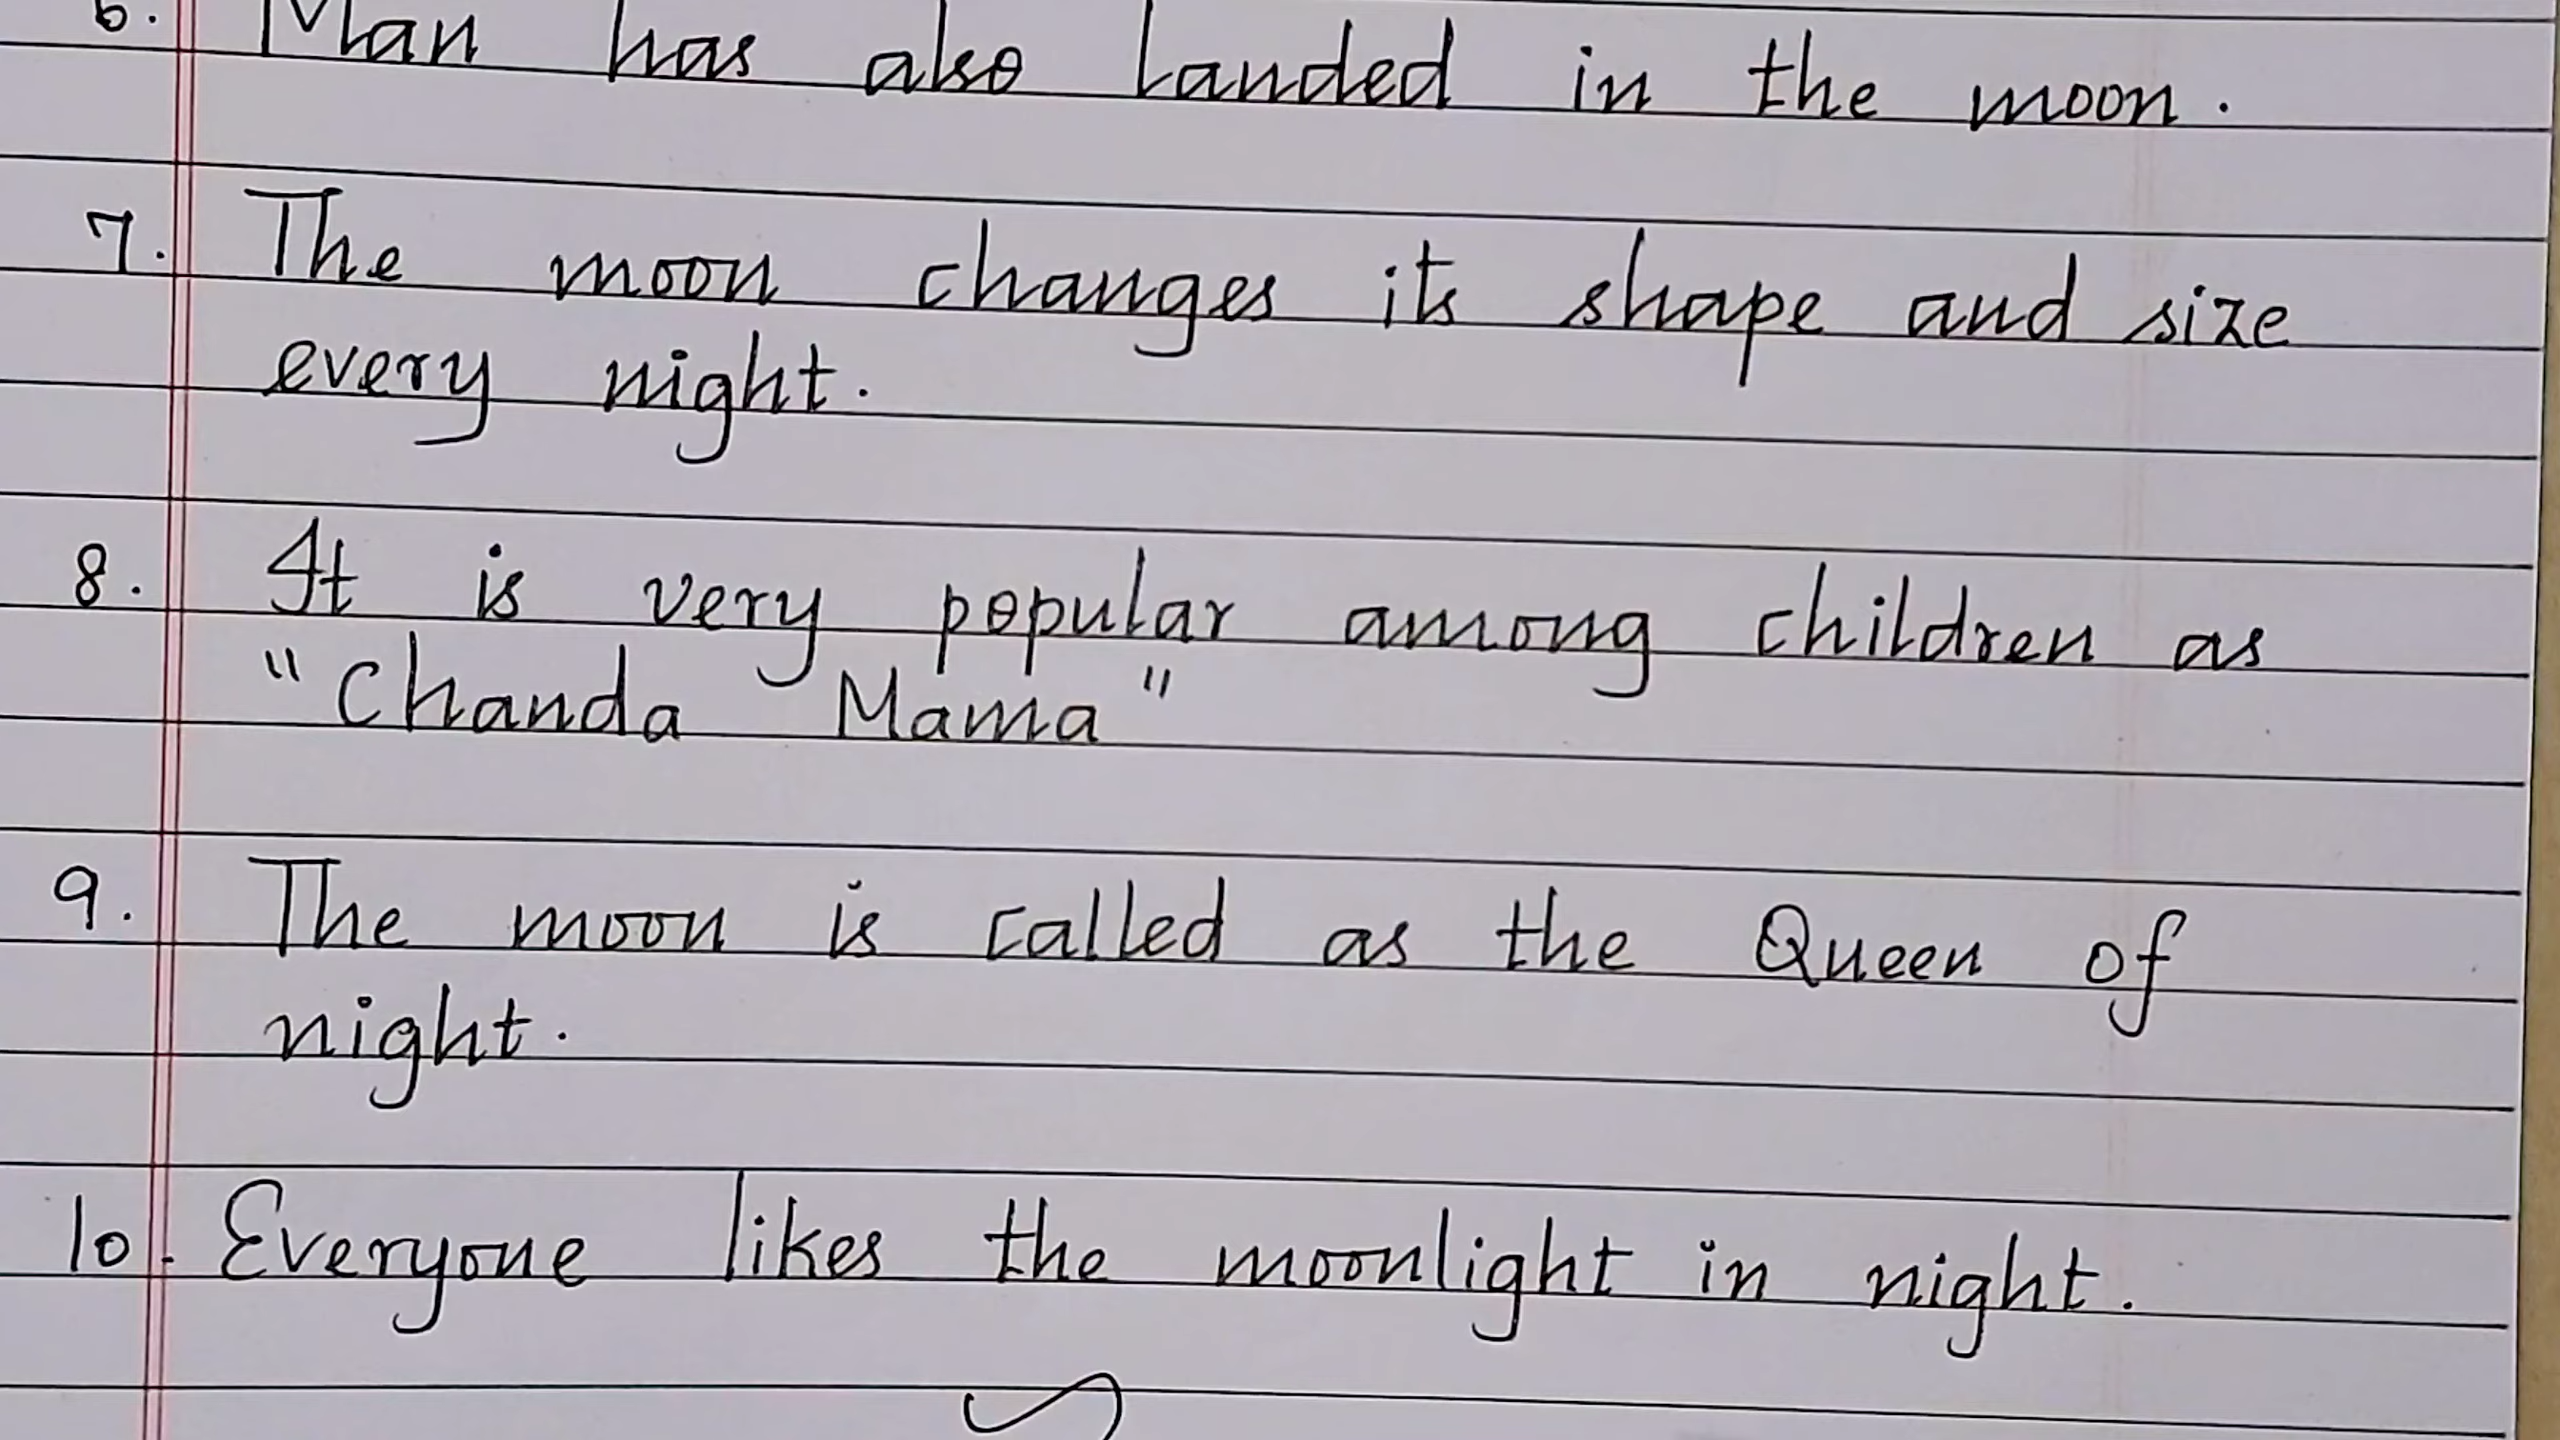 6. Man has also landed in the moon.
7. The moon changes its shape and size
every night.
8. It is very popular among children as
"Chanda Mama"
9. The moon is called as the Queen of
night.
10. Everyone likes the moonlight in night.